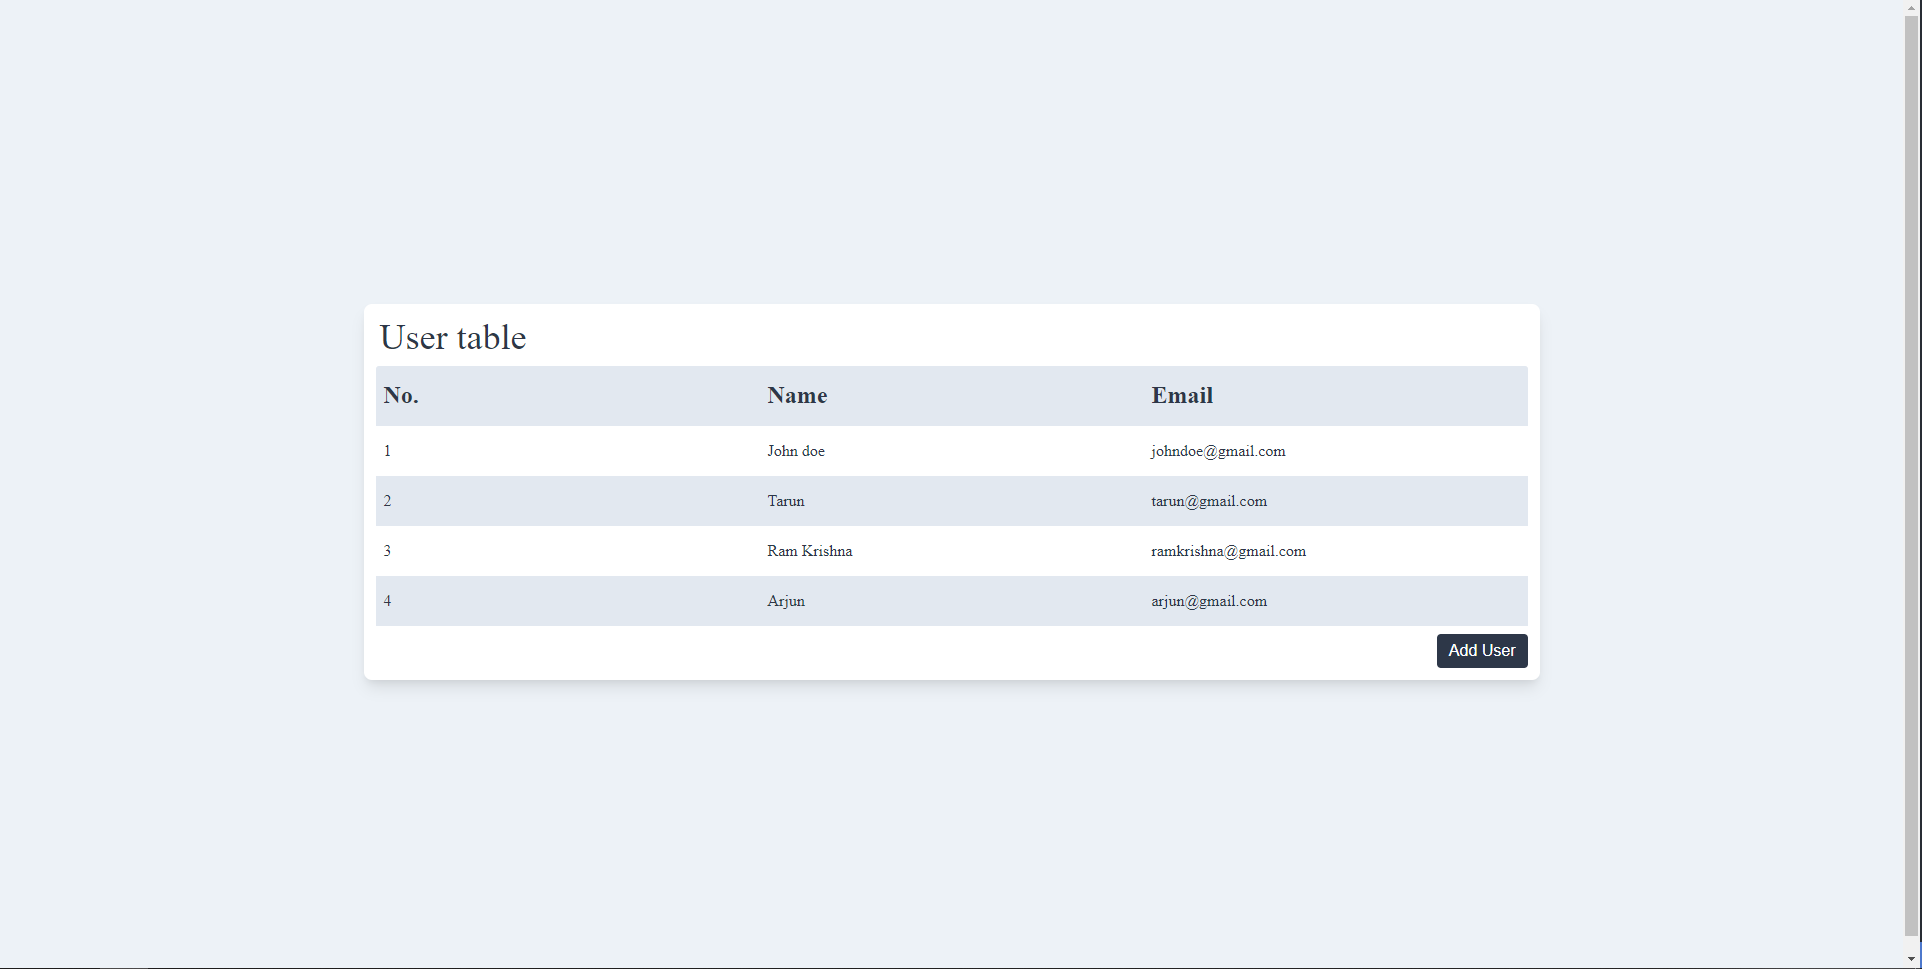 User table
No. Name Email
1 John doe johndoe@gmail.com
2 Tarun tarun@gmail.com
3 Ram Krishna ramkrishna@gmail.com
4 Arjun arjun@gmail.com
Add User